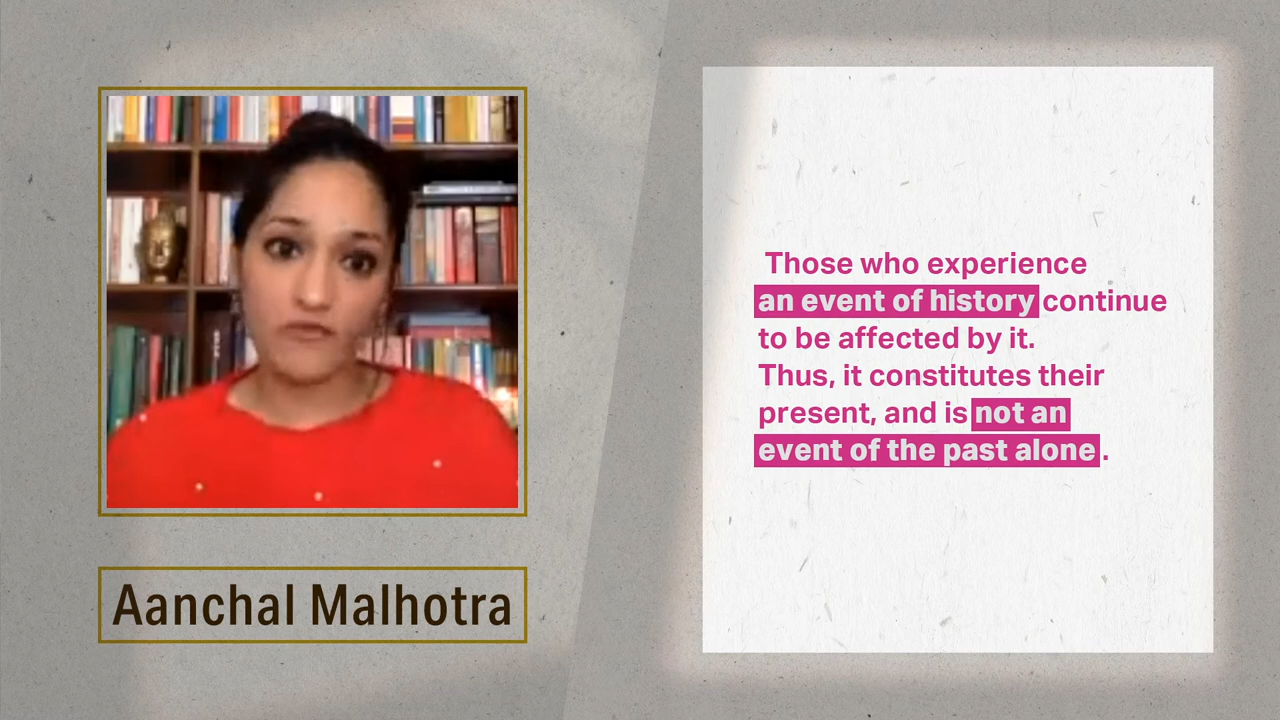 Aanchal Malhotra
Those who experience
an event of history continue
to be affected by it.
Thus, it constitutes their
present, and is not an
event of the past alone.